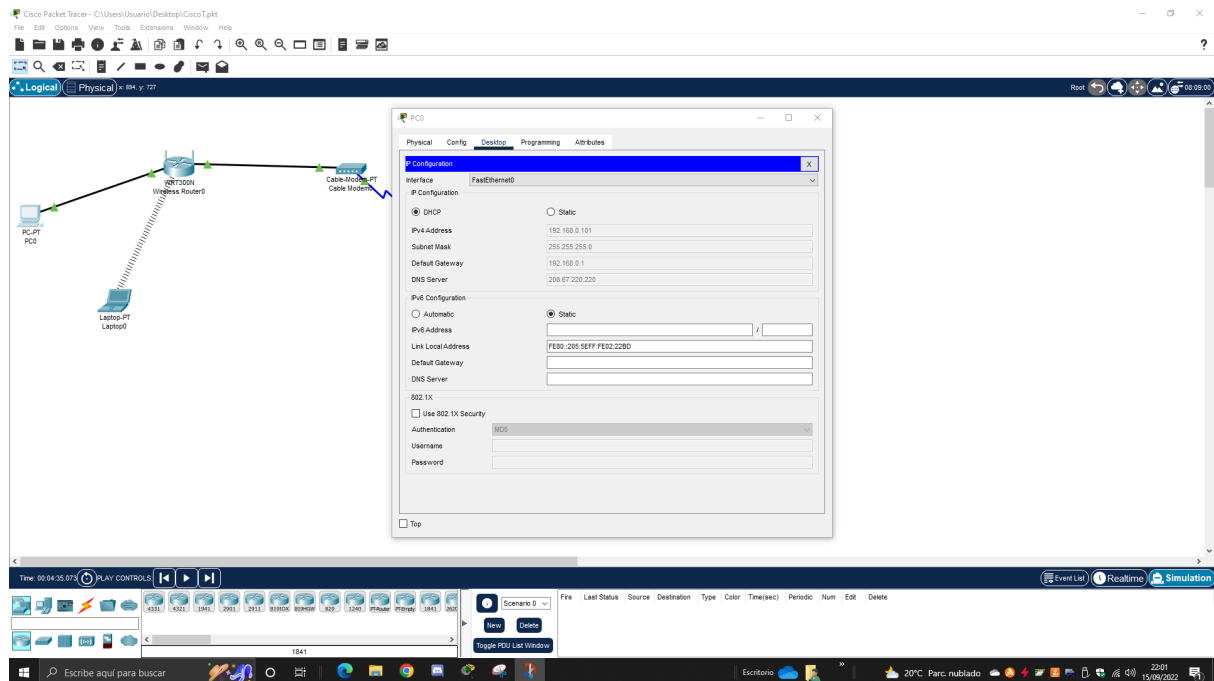 Cisco Packet Tracer - C:\Users\Usuario\Desktop\CiscoT.pkt
File Edit Options View Tools Extensions Window Help
?
Logical Physical x: 894, y: 727 Root 08:09:00
PC0
Physical Config Desktop Programming Attributes
IP Configuration X
Interface FastEthernet0
IP Configuration
DHCP Static
IPv4 Address 192.168.0.101
Subnet Mask 255.255.255.0
Default Gateway 192.168.0.1
DNS Server 208.67.220.220
IPv6 Configuration
Automatic Static
IPv6 Address /
Link Local Address FE80::205:5EFF:FE02:22BD
Default Gateway
DNS Server
802.1X
Use 802.1X Security
Authentication MD5
Username
Password
Top
WRT300N
Wireless Router0
Cable-Modem-PT
Cable Modem0
PC-PT
PC0
Laptop-PT
Laptop0
Time: 00:04:35.073 PLAY CONTROLS: Event List Realtime Simulation
4331 4321 1941 2901 2911 819IOX 819HGW 829 1240 PT-Router PT-Empty 1841 262
1841
Scenario 0
New Delete
Toggle PDU List Window
Fire Last Status Source Destination Type Color Time(sec) Periodic Num Edit Delete
Escribe aquí para buscar Escritorio » 20°C Parc. nublado 22:01
15/09/2022